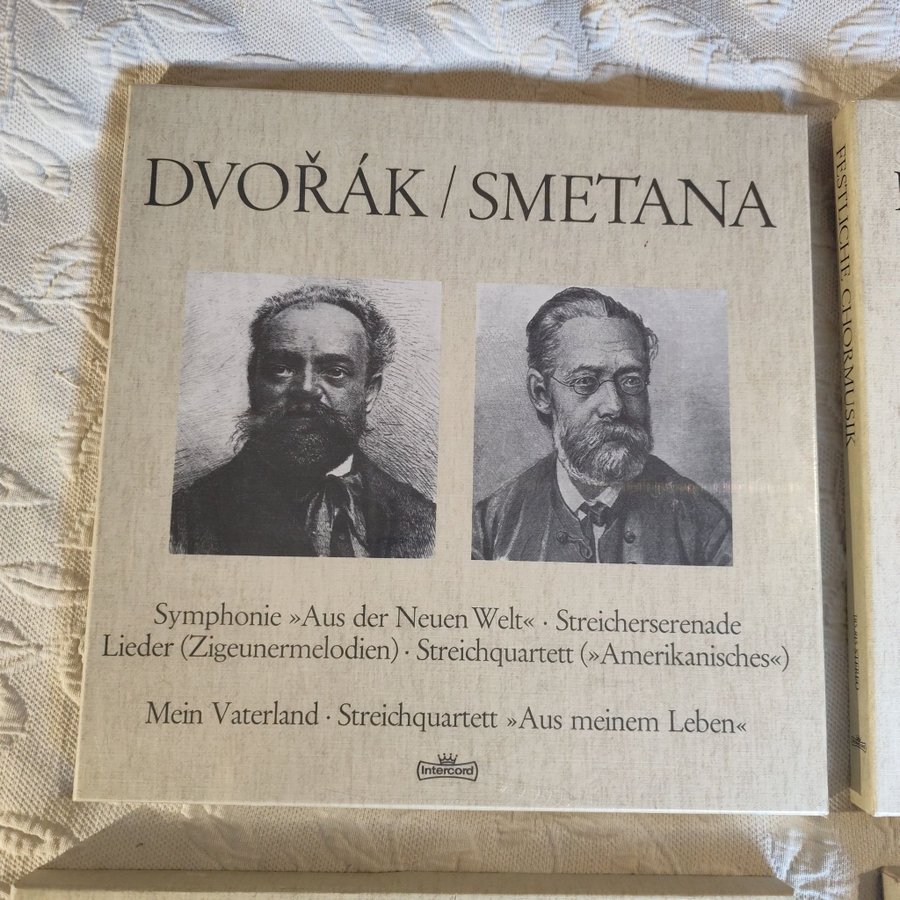 DVOŘÁK / SMETANA
Symphonie »Aus der Neuen Welt« · Streicherserenade
Lieder (Zigeunermelodien) · Streichquartett (»Amerikanisches«)
Mein Vaterland · Streichquartett »Aus meinem Leben«
Intercord
FESTLICHE CHORMUSIK